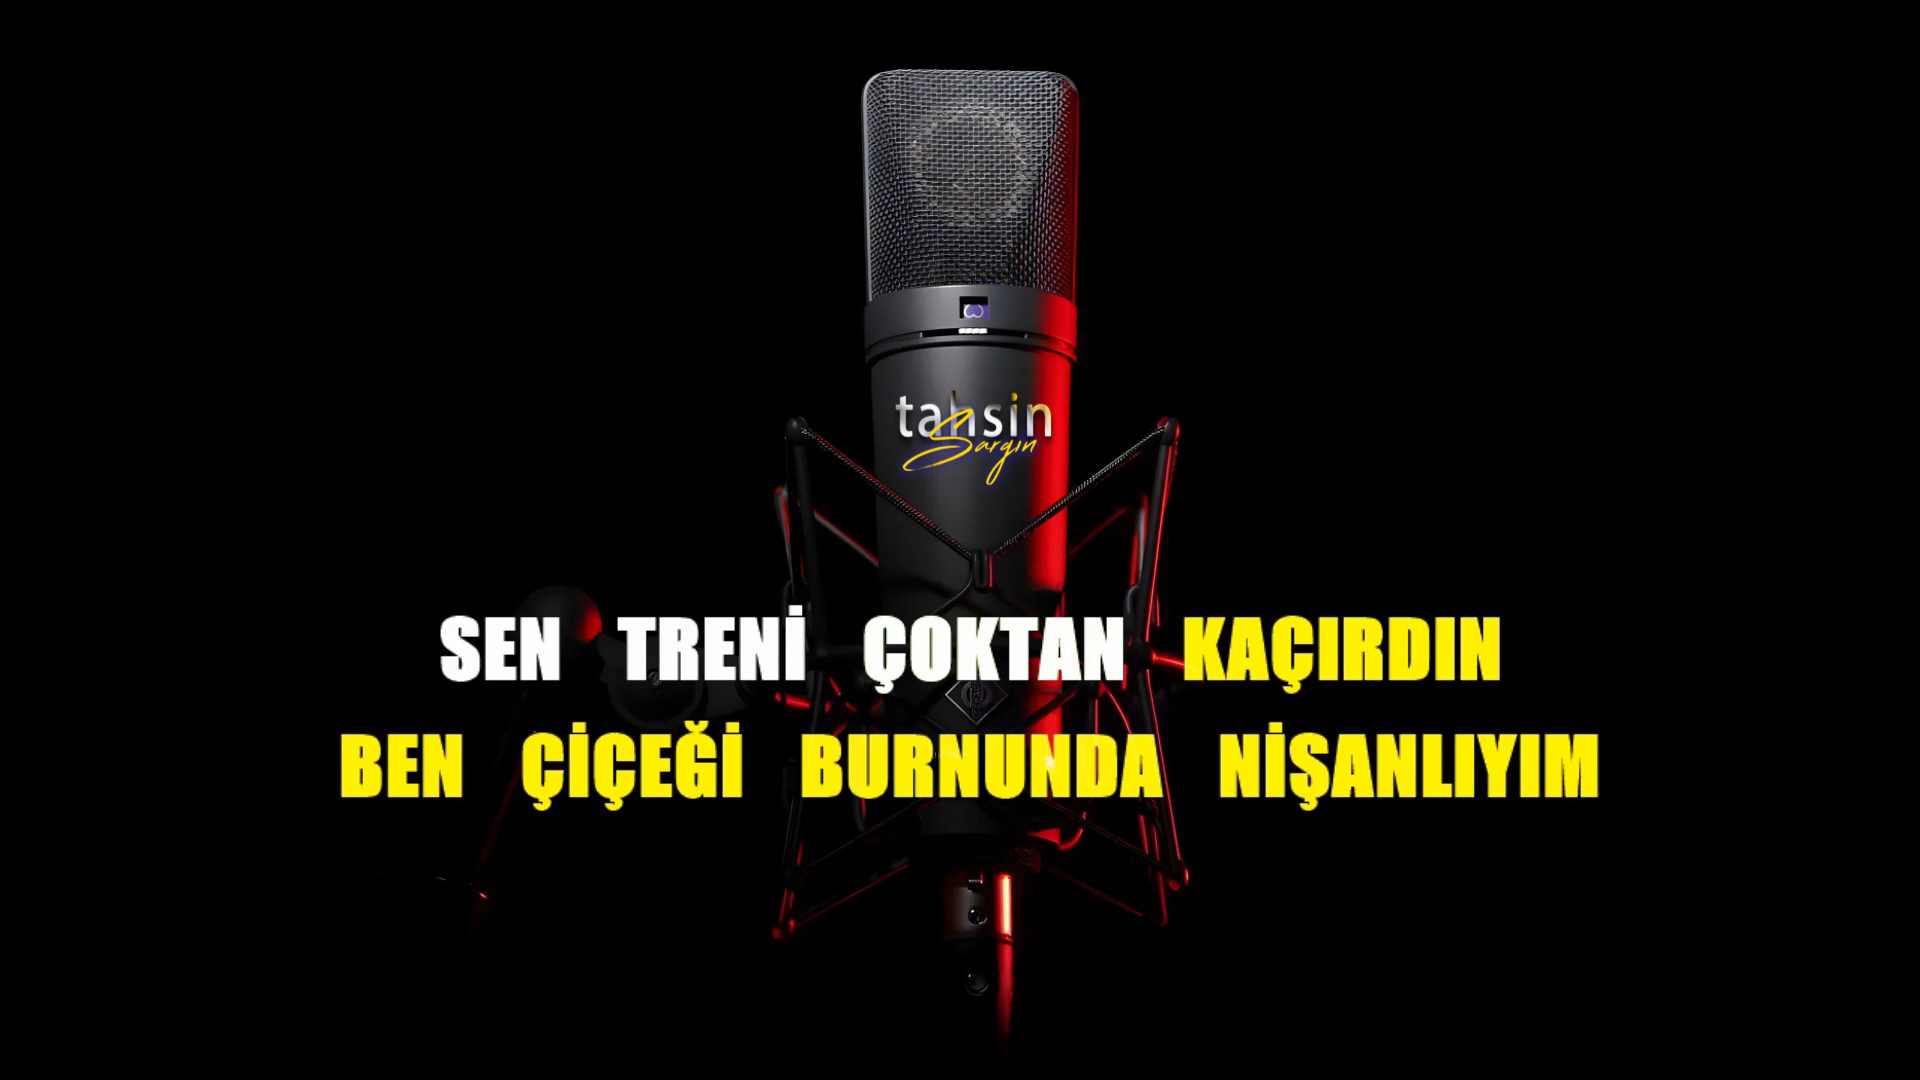 tahsin
Sargın
SEN TRENİ ÇOKTAN KAÇIRDIN
BEN ÇİÇEĞİ BURNUNDA NİŞANLIYIM